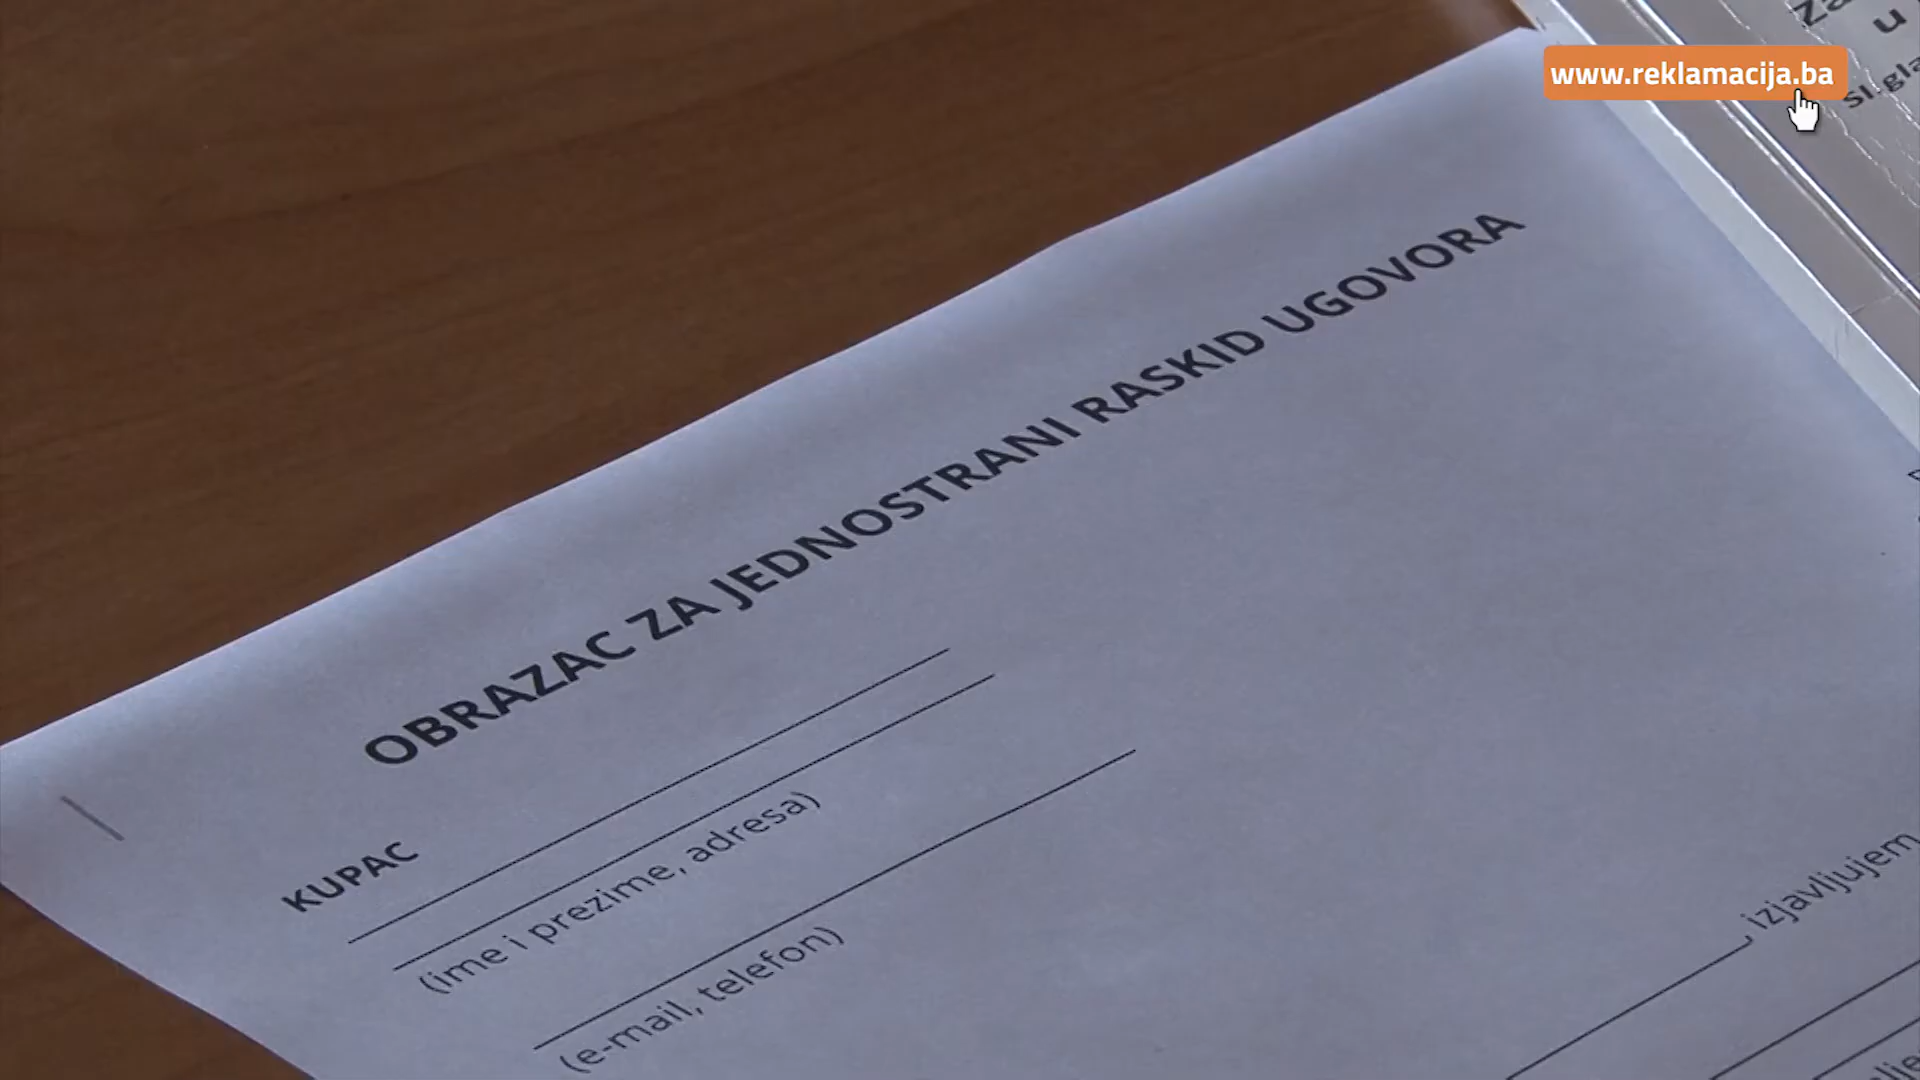 www.reklamacija.ba
OBRAZAC ZA JEDNOSTRANI RASKID UGOVORA
KUPAC
(ime i prezime, adresa)
(e-mail, telefon)
, izjavljujem